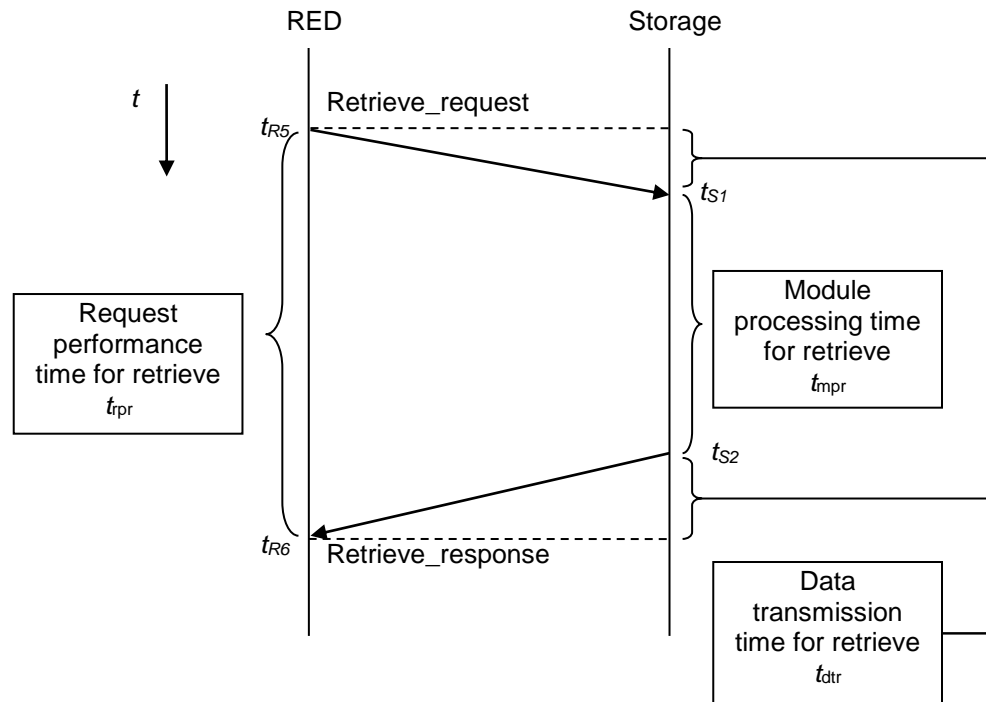 RED
Storage
t
Retrieve_request
tR5
tS1
Request
performance
time for retrieve
trpr
Module
processing time
for retrieve
tmpr
tS2
tR6
Retrieve_response
Data
transmission
time for retrieve
tdtr